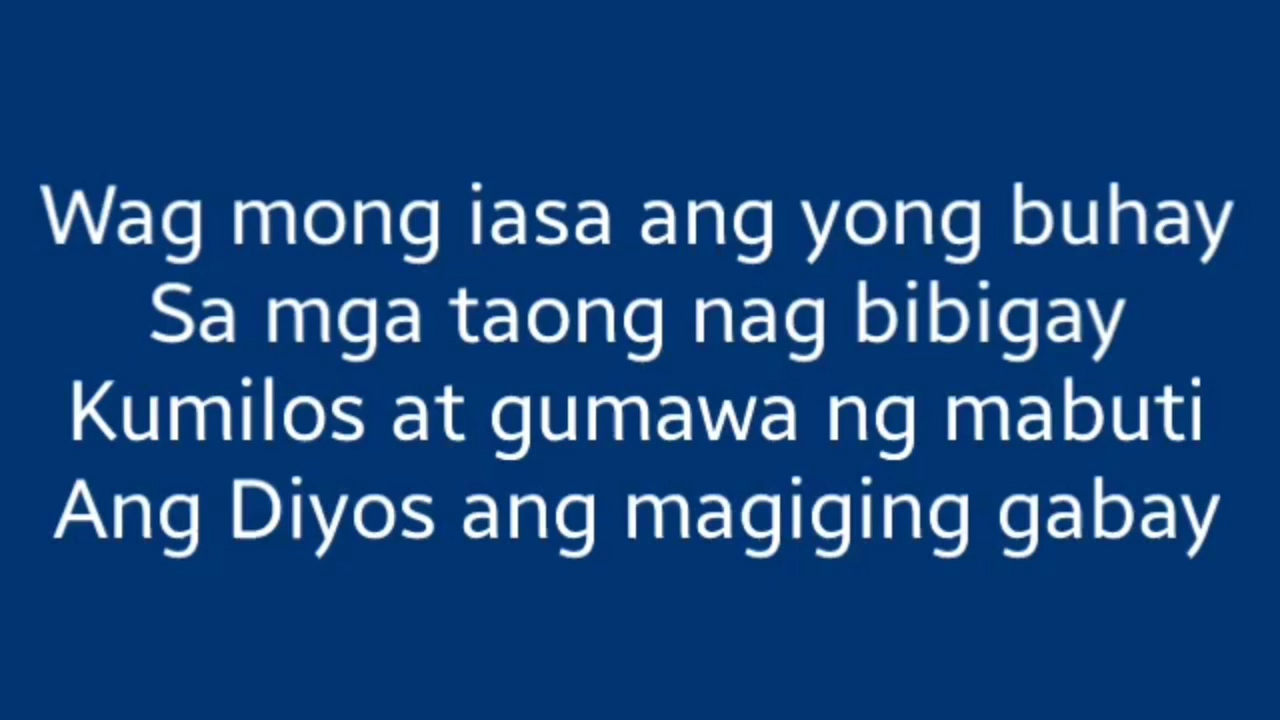 Wag mong iasa ang yong buhay
Sa mga taong nag bibigay
Kumilos at gumawa ng mabuti
Ang Diyos ang magiging gabay